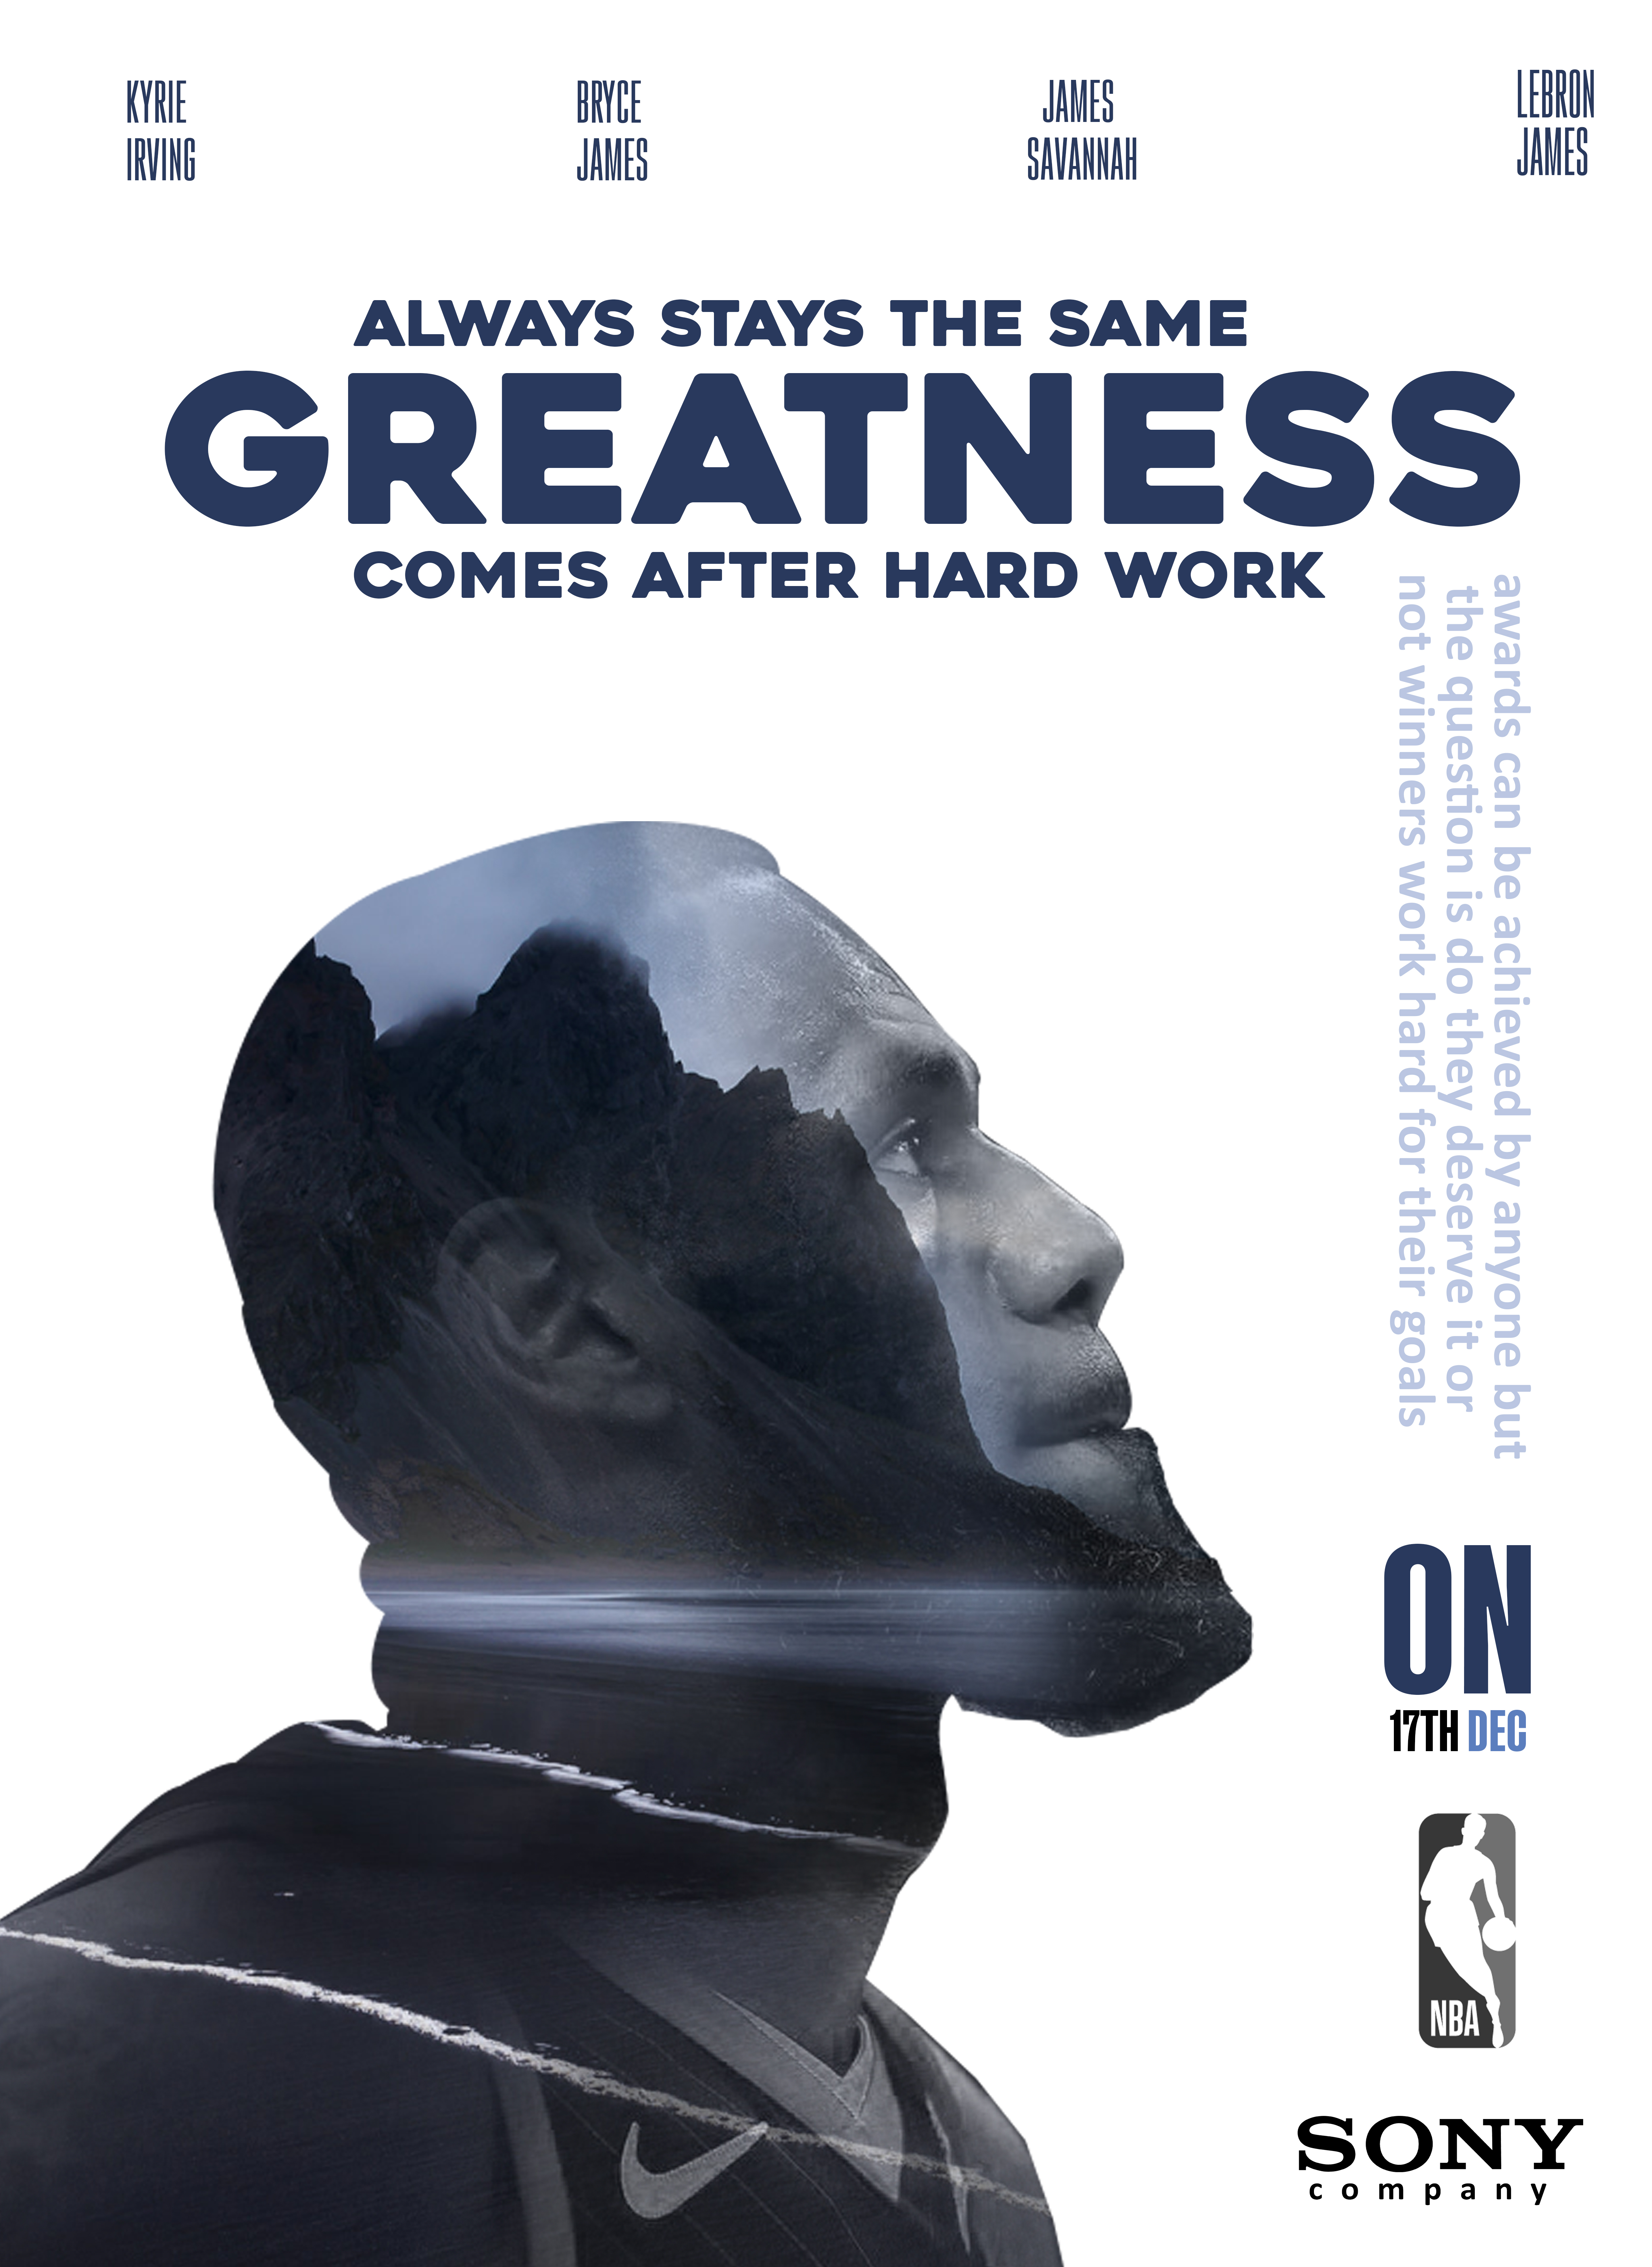 KYRIE
IRVING
BRYCE
JAMES
JAMES
SAVANNAH
LEBRON
JAMES
ALWAYS STAYS THE SAME
GREATNESS
COMES AFTER HARD WORK
awards can be achieved by anyone but
the question is do they deserve it or
not winners work hard for their goals
ON
17TH DEC
NBA
SONY
company